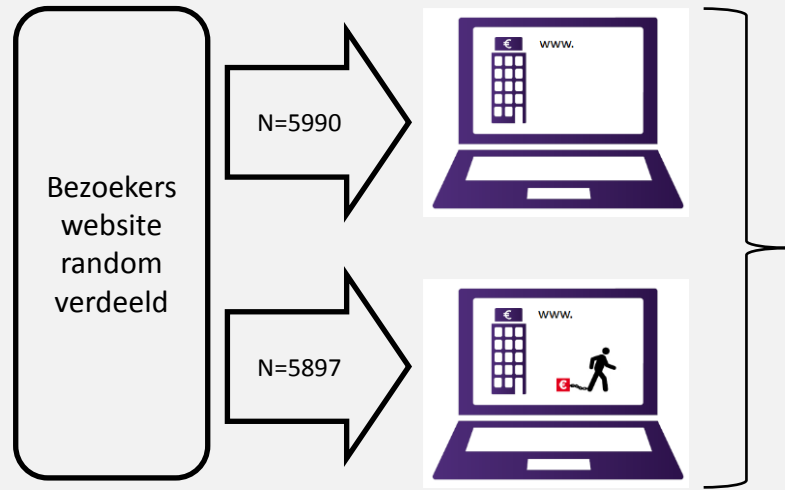 Bezoekers
website
random
verdeeld
N=5990
€ www.
N=5897
€ www.
€